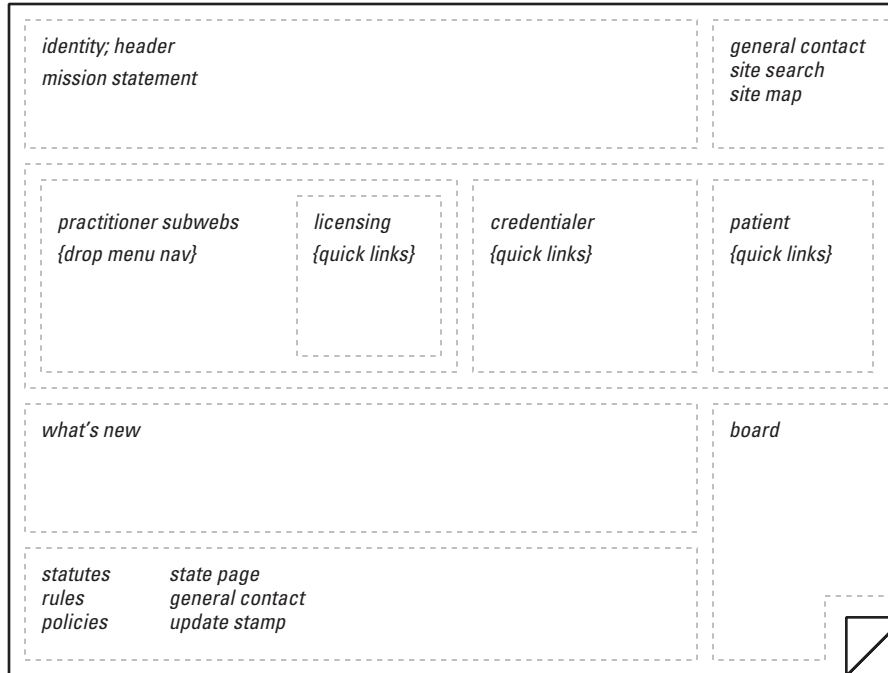 identity; header
mission statement
general contact
site search
site map
practitioner subwebs
{drop menu nav}
licensing
{quick links}
credentialer
{quick links}
patient
{quick links}
what's new
board
statutes
rules
policies
state page
general contact
update stamp